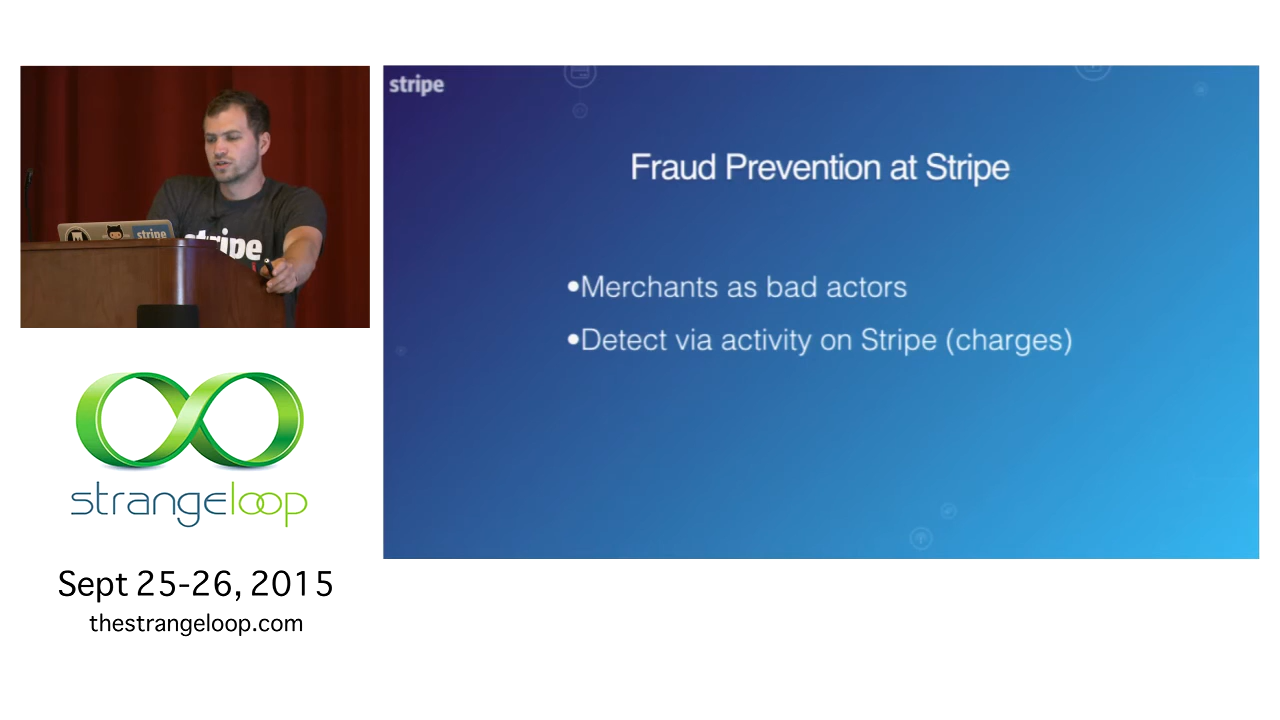 stripe
Fraud Prevention at Stripe
•Merchants as bad actors
•Detect via activity on Stripe (charges)
stripe
stripe
strangeloop
Sept 25-26, 2015
thestrangeloop.com